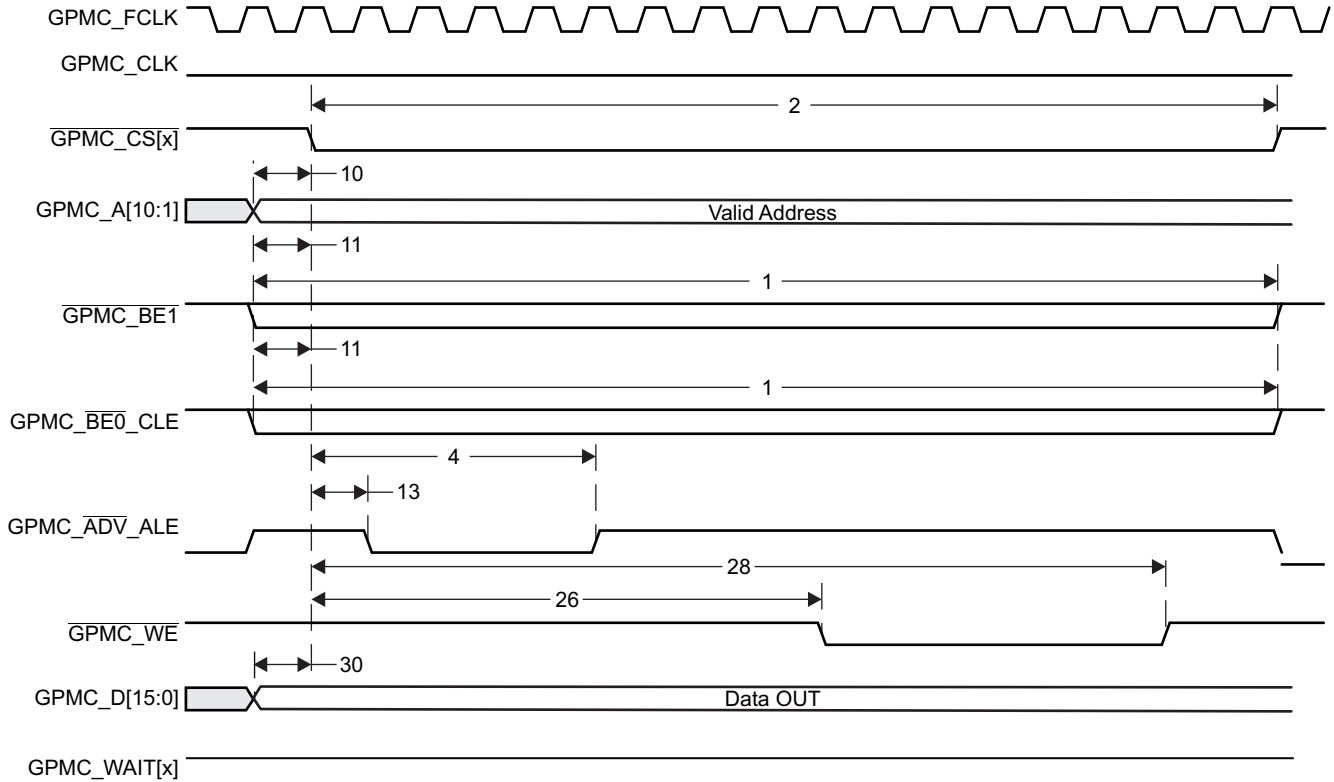 GPMC_FCLK
GPMC_CLK
2
GPMC_CS[x]
10
GPMC_A[10:1]
Valid Address
11
1
GPMC_BE1
11
1
GPMC_BE0_CLE
4
13
GPMC_ADV_ALE
28
26
GPMC_WE
30
GPMC_D[15:0]
Data OUT
GPMC_WAIT[x]